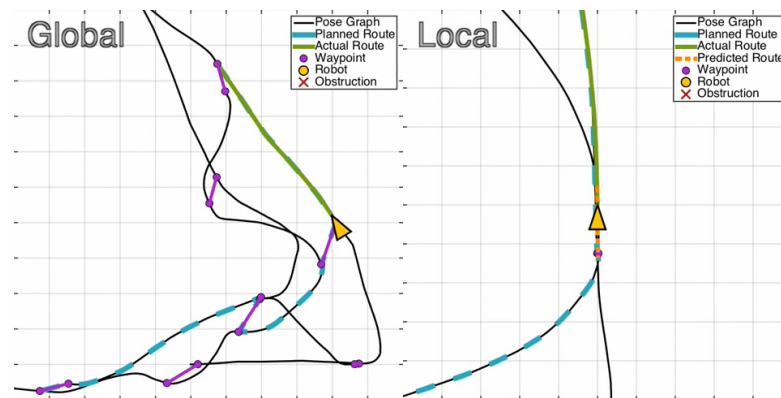 Global
Pose Graph
Planned Route
Actual Route
Waypoint
Robot
Obstruction
Local
Pose Graph
Planned Route
Actual Route
Predicted Route
Waypoint
Robot
Obstruction